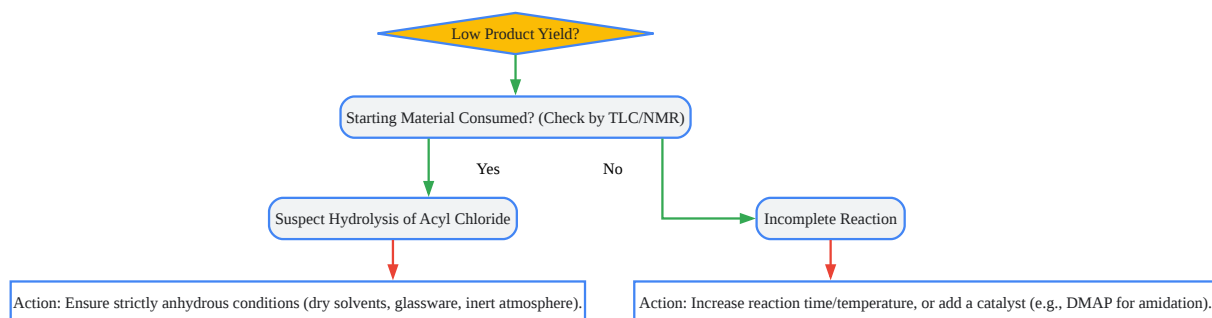 Low Product Yield?
Starting Material Consumed? (Check by TLC/NMR)
Yes
No
Suspect Hydrolysis of Acyl Chloride
Incomplete Reaction
Action: Ensure strictly anhydrous conditions (dry solvents, glassware, inert atmosphere).
Action: Increase reaction time/temperature, or add a catalyst (e.g., DMAP for amidation).